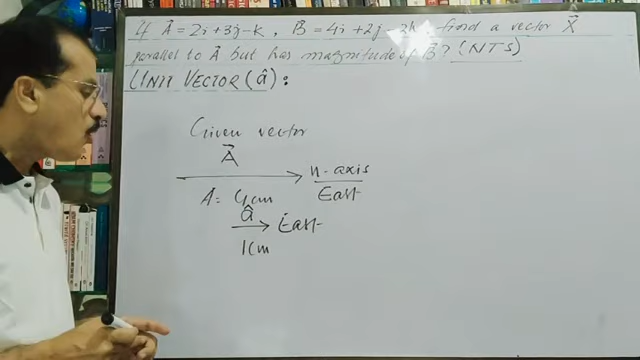 If A⃗ = 2i + 3j - k , B⃗ = 4i + 2j - 2k find a vector X⃗
parallel to A⃗ but has magnitude of B⃗? (NTS)
UNIT VECTOR (â) :
Given vector
A⃗
x-axis
East
A = 4cm
â
East
1cm